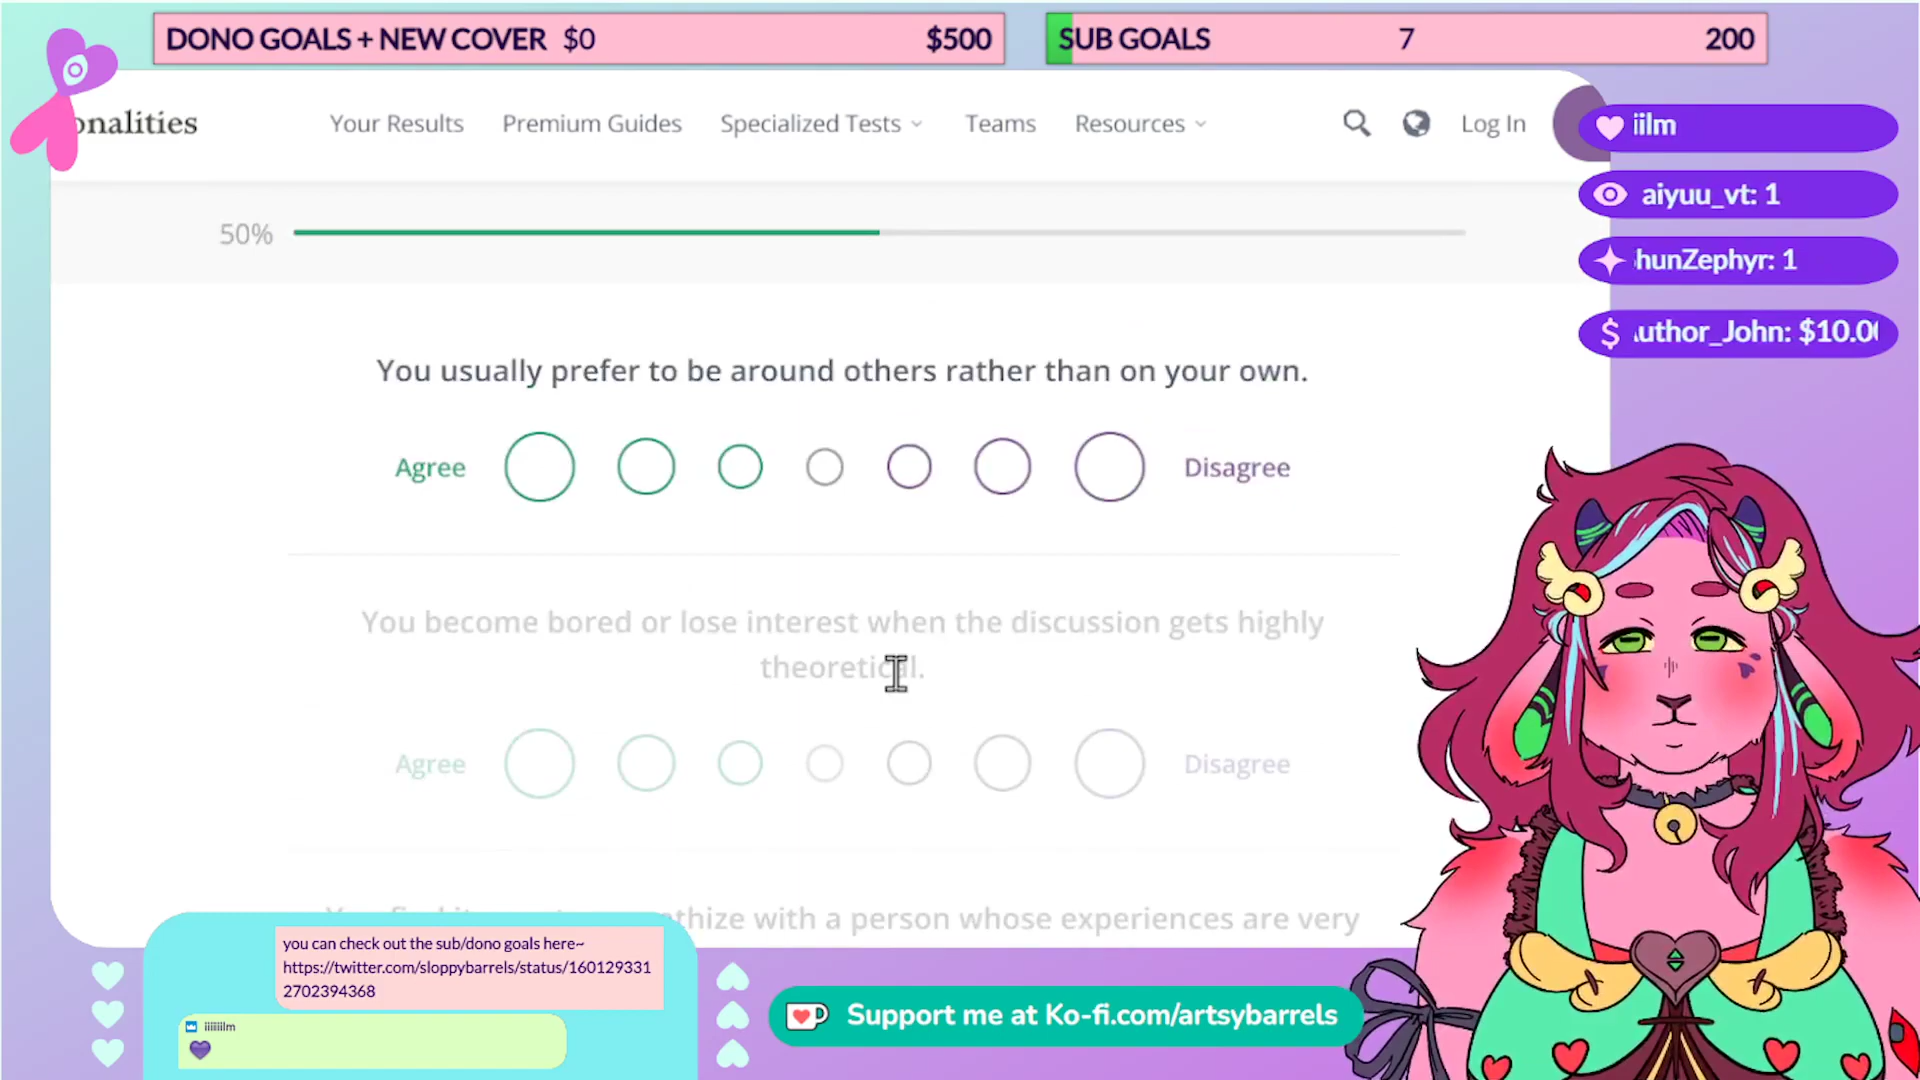 DONO GOALS + NEW COVER $0 $500
SUB GOALS 7 200
onalities
Your Results
Premium Guides
Specialized Tests
Teams
Resources
Log In
50%
You usually prefer to be around others rather than on your own.
Agree
Disagree
You become bored or lose interest when the discussion gets highly
theoretical.
Agree
Disagree
with a person whose experiences are very
iilm
aiyuu_vt: 1
hunZephyr: 1
uthor_John: $10.0
you can check out the sub/dono goals here~
https://twitter.com/sloppybarrels/status/160129331
2702394368
iiiiiiilm
Support me at Ko-fi.com/artsybarrels